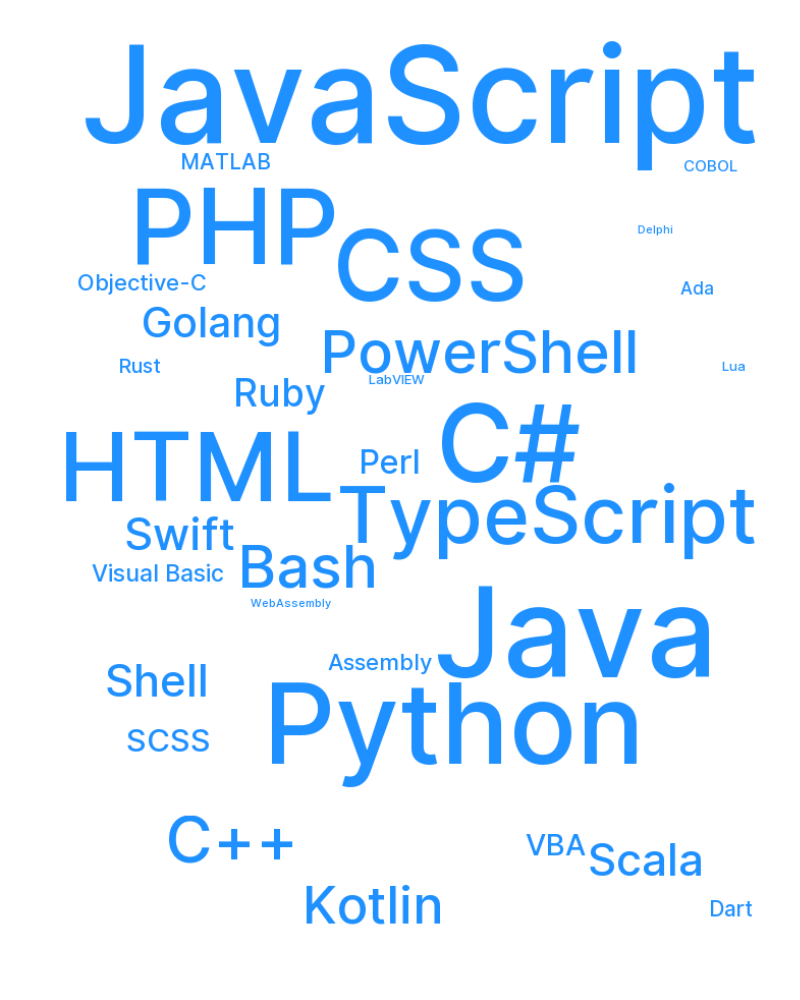 JavaScript
MATLAB
COBOL
PHP
CSS
Delphi
Objective-C
Ada
Golang
PowerShell
Rust
Lua
LabVIEW
Ruby
C#
HTML
Perl
TypeScript
Swift
Bash
Visual Basic
WebAssembly
Java
Assembly
Shell
Python
SCSS
C++
VBA
Scala
Kotlin
Dart